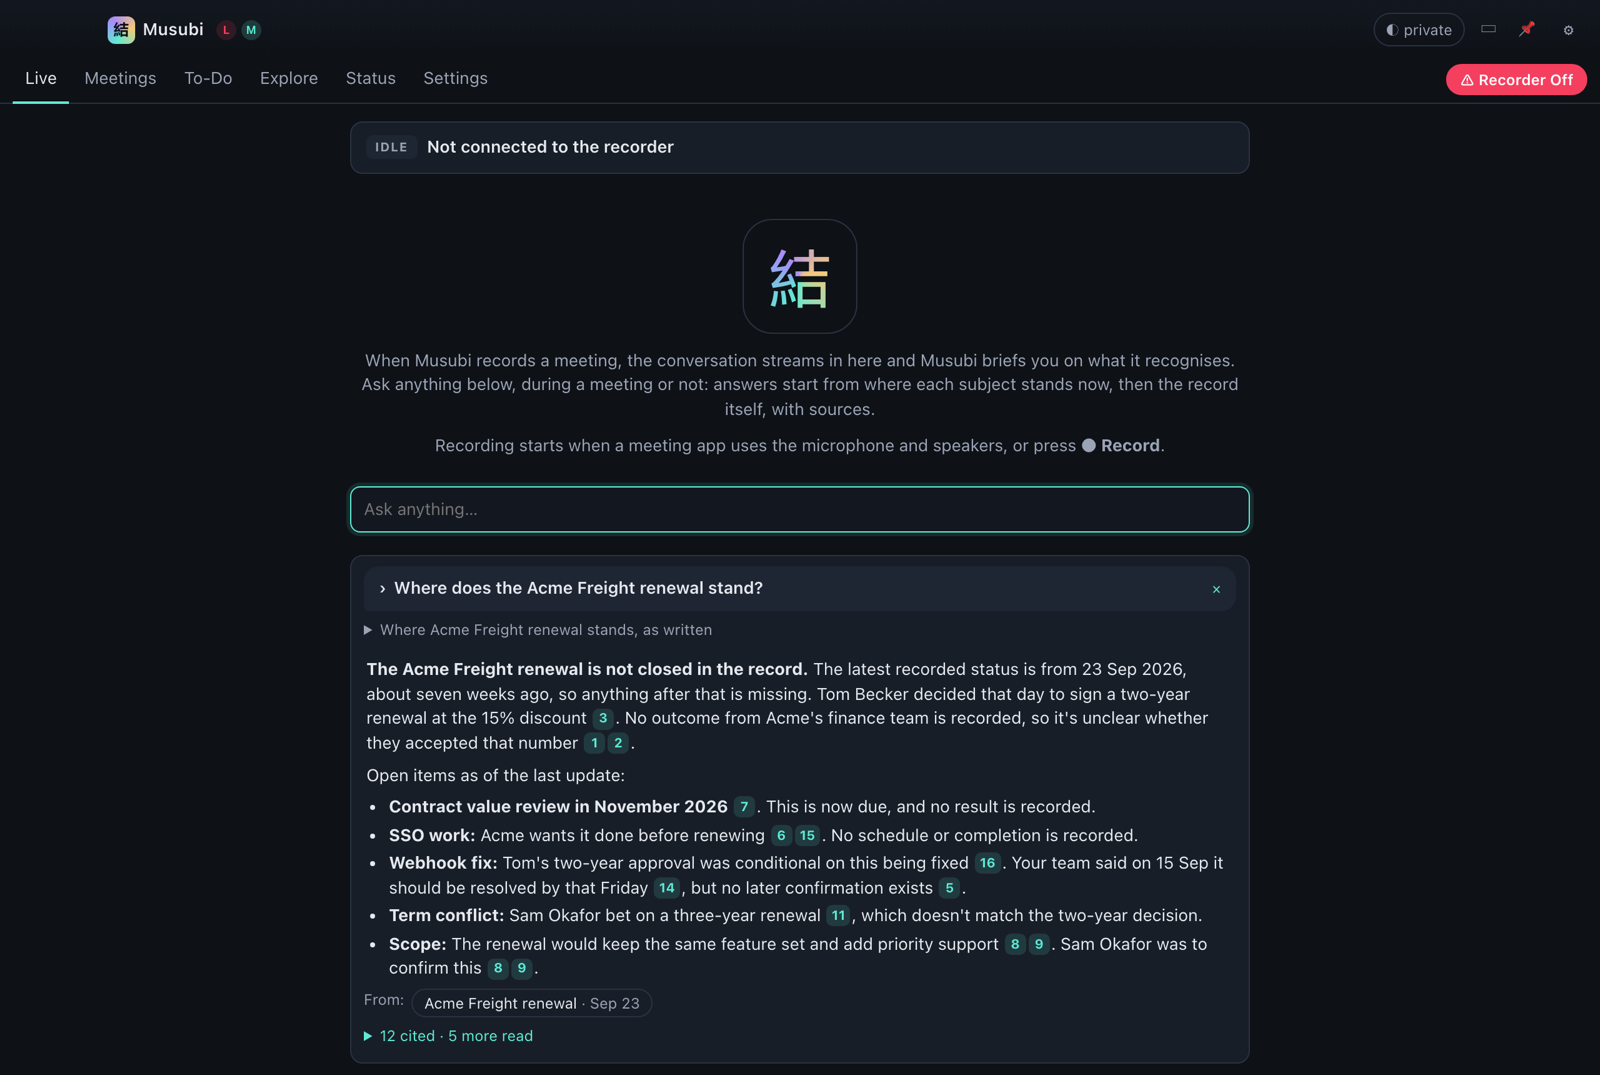 結 Musubi L M
private
Live Meetings To-Do Explore Status Settings
Recorder Off
IDLE Not connected to the recorder
結
When Musubi records a meeting, the conversation streams in here and Musubi briefs you on what it recognises.
Ask anything below, during a meeting or not: answers start from where each subject stands now, then the record
itself, with sources.
Recording starts when a meeting app uses the microphone and speakers, or press ● Record.
Ask anything...
› Where does the Acme Freight renewal stand? ×
▶ Where Acme Freight renewal stands, as written
The Acme Freight renewal is not closed in the record. The latest recorded status is from 23 Sep 2026,
about seven weeks ago, so anything after that is missing. Tom Becker decided that day to sign a two-year
renewal at the 15% discount 3 . No outcome from Acme's finance team is recorded, so it's unclear whether
they accepted that number 1 2 .
Open items as of the last update:
• Contract value review in November 2026 7 . This is now due, and no result is recorded.
• SSO work: Acme wants it done before renewing 6 15 . No schedule or completion is recorded.
• Webhook fix: Tom's two-year approval was conditional on this being fixed 16 . Your team said on 15 Sep it
should be resolved by that Friday 14 , but no later confirmation exists 5 .
• Term conflict: Sam Okafor bet on a three-year renewal 11 , which doesn't match the two-year decision.
• Scope: The renewal would keep the same feature set and add priority support 8 9 . Sam Okafor was to
confirm this 8 9 .
From: Acme Freight renewal · Sep 23
▶ 12 cited · 5 more read